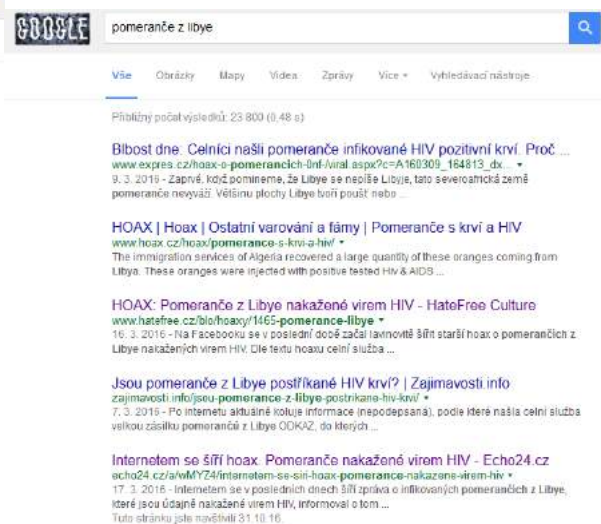 GOOGLE
pomeranče z libye
Vše Obrázky Mapy Videa Zprávy Více Vyhledávací nástroje
Přibližný počet výsledků: 23 800 (0,48 s)
Blbost dne: Celníci našli pomeranče infikované HIV pozitivní krví. Proč ...
www.expres.cz/hoax-o-pomerancich-0nf-/viral.aspx?c=A160309_164813_dx...
9. 3. 2016 - Zaprvé, když pomineme, že Libye se nepíše Libyje, tato severoafrická země
pomeranče nevyváží. Většinu plochy Libye tvoří poušť nebo ...
HOAX | Hoax | Ostatní varování a fámy | Pomeranče s krví a HIV
www.hoax.cz/hoax/pomerance-s-krvi-a-hiv/
The immigration services of Algeria recovered a large quantity of these oranges coming from
Libya. These oranges were injected with positive tested Hiv & AIDS ...
HOAX: Pomeranče z Libye nakažené virem HIV - HateFree Culture
www.hatefree.cz/blo/hoaxy/1465-pomerance-libye
16. 3. 2016 - Na Facebooku se v poslední době začal lavinovitě šířit starší hoax o pomerančích z
Libye nakažených virem HIV. Dle textu hoaxu celní služba ...
Jsou pomeranče z Libye postříkané HIV krví? | Zajimavosti.info
zajimavosti.info/jsou-pomerance-z-libye-postrikane-hiv-krvi/
7. 3. 2016 - Po internetu aktuálně koluje informace (nepodepsaná), podle které našla celní služba
velkou zásilku pomerančů z Libye ODKAZ, do kterých ...
Internetem se šíří hoax. Pomeranče nakažené virem HIV - Echo24.cz
echo24.cz/a/wMYZ4/internetem-se-siri-hoax-pomerance-nakazene-virem-hiv
17. 3. 2016 - Internetem se v posledních dnech šíří zpráva o infikovaných pomerančích z Libye,
které jsou údajně nakažené virem HIV, informoval o tom ...
Tuto stránku jste navštívili 31.10.16.